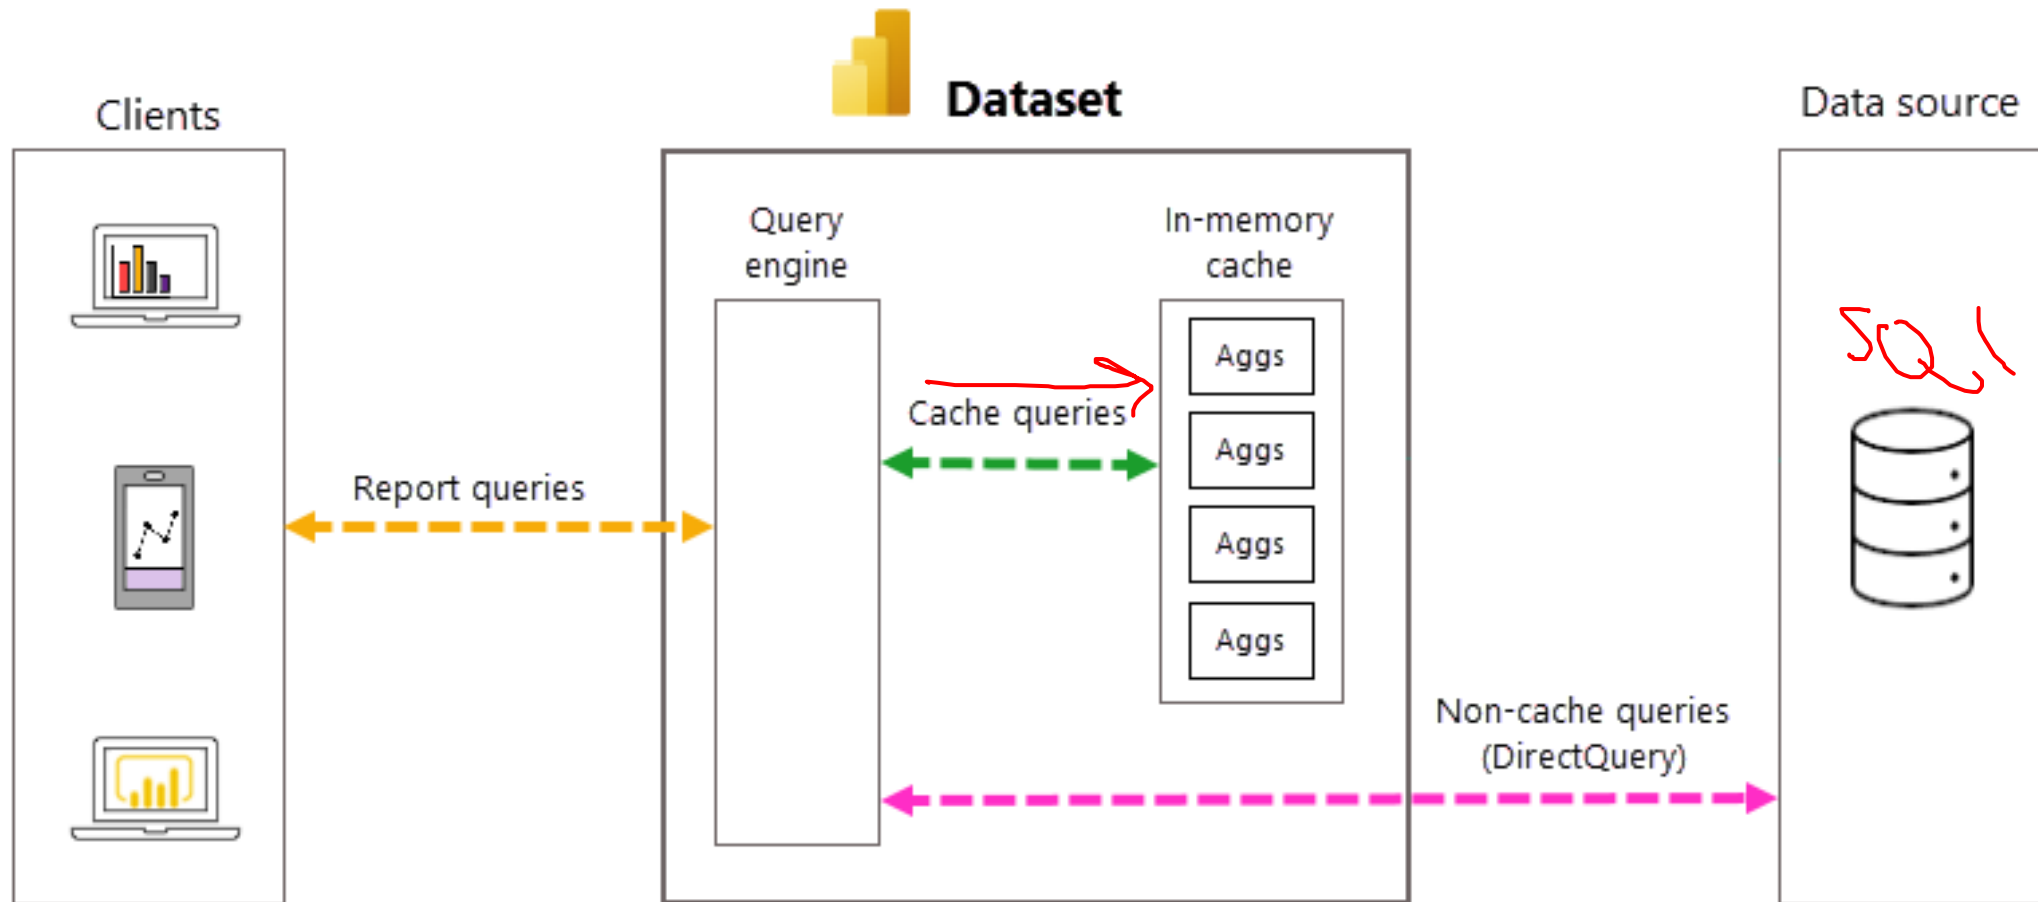 Clients
Dataset
Data source
Query
engine
In-memory
cache
SQL
Aggs
Cache queries
Aggs
Report queries
Aggs
Aggs
Non-cache queries
(DirectQuery)